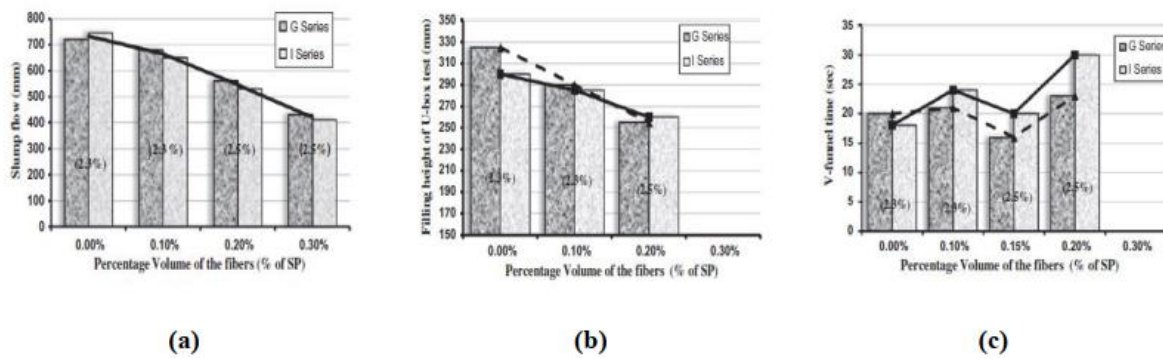 Slump flow (mm)
800
700
600
500
400
300
200
100
0
G Series
I Series
(2.3%) (2.3%) (2.5%) (2.5%)
0.00% 0.10% 0.20% 0.30%
Percentage Volume of the fibers (% of SP)
(a)
Filling height of U-box test (mm)
350
330
310
290
270
250
230
210
190
170
150
G Series
I Series
(2.3%) (2.3%) (2.5%)
0.00% 0.10% 0.20% 0.30%
Percentage Volume of the fibers (% of SP)
(b)
V-funnel time (sec)
35
30
25
20
15
10
5
0
G Series
I Series
(2.3%) (2.3%) (2.5%) (2.5%)
0.00% 0.10% 0.15% 0.20% 0.30%
Percentage Volume of the fibers (% of SP)
(c)